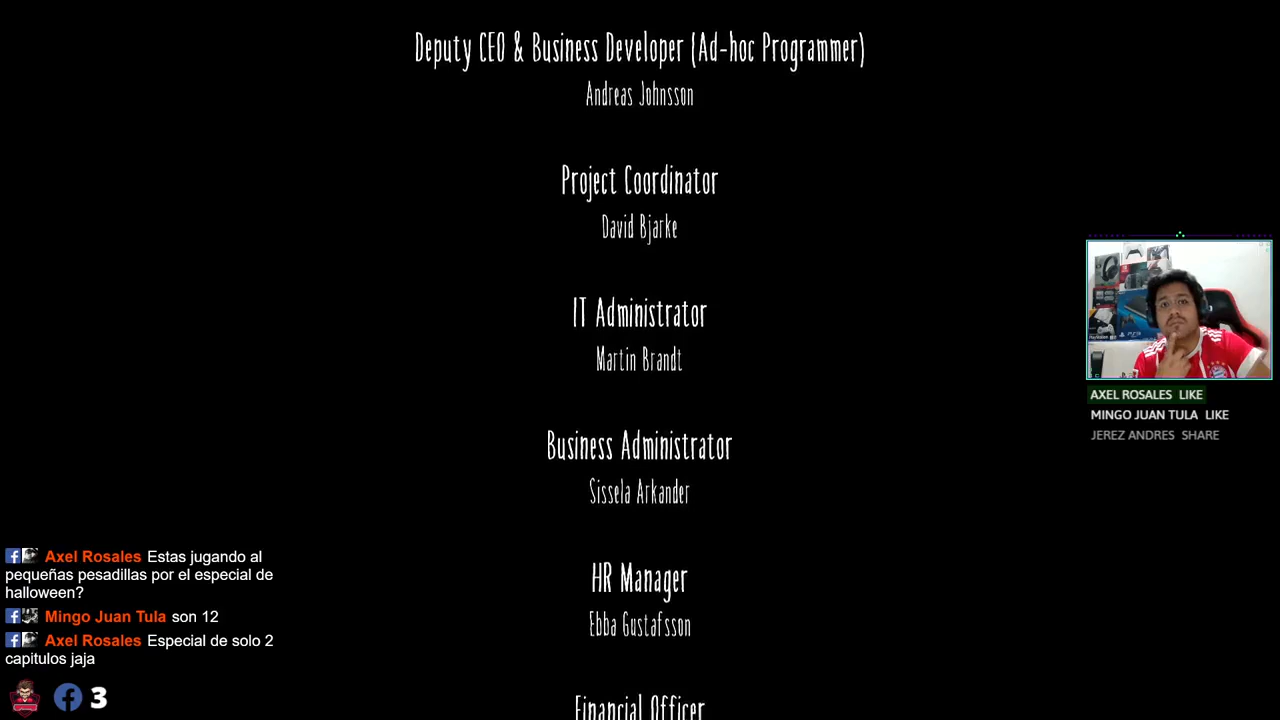 Deputy CEO & Business Developer (Ad-hoc Programmer)
Andreas Johnsson
Project Coordinator
David Bjarke
IT Administrator
Martin Brandt
Business Administrator
Sissela Arkander
HR Manager
Ebba Gustafsson
Financial Officer
AXEL ROSALES LIKE
MINGO JUAN TULA LIKE
JEREZ ANDRES SHARE
Axel Rosales Estas jugando al
pequeñas pesadillas por el especial de
halloween?
Mingo Juan Tula son 12
Axel Rosales Especial de solo 2
capitulos jaja
3